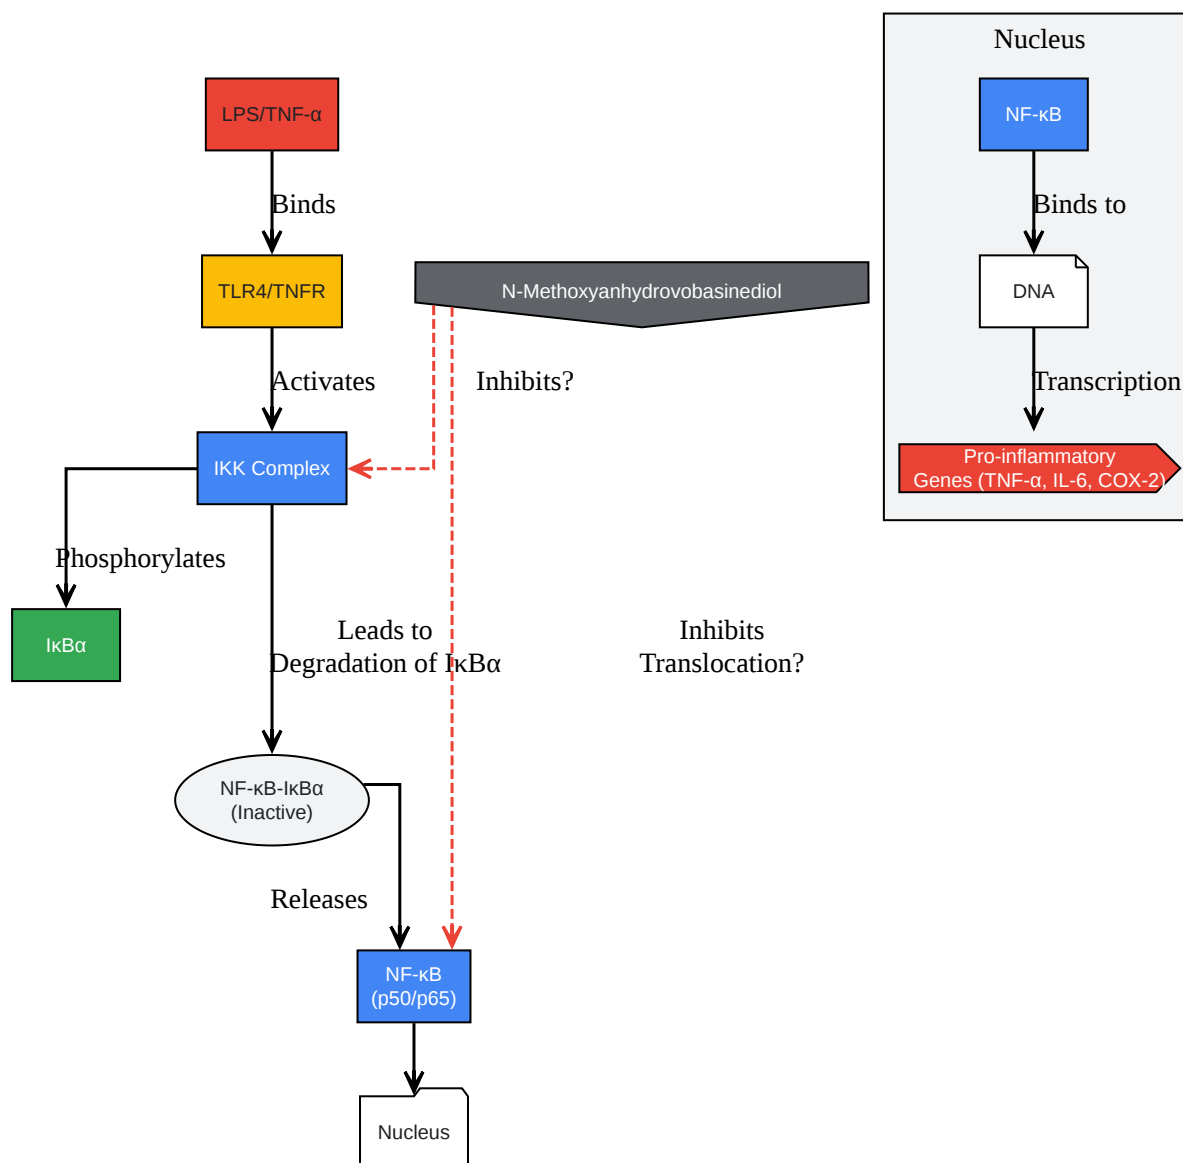 Nucleus
LPS/TNF-α
NF-κB
Binds
Binds to
TLR4/TNFR
N-Methoxyanhydrovobasinediol
DNA
Activates
Inhibits?
Transcription
IKK Complex
Pro-inflammatory
Genes (TNF-α, IL-6, COX-2)
Phosphorylates
IκBα
Leads to
Degradation of IκBα
Inhibits
Translocation?
NF-κB-IκBα
(Inactive)
Releases
NF-κB
(p50/p65)
Nucleus